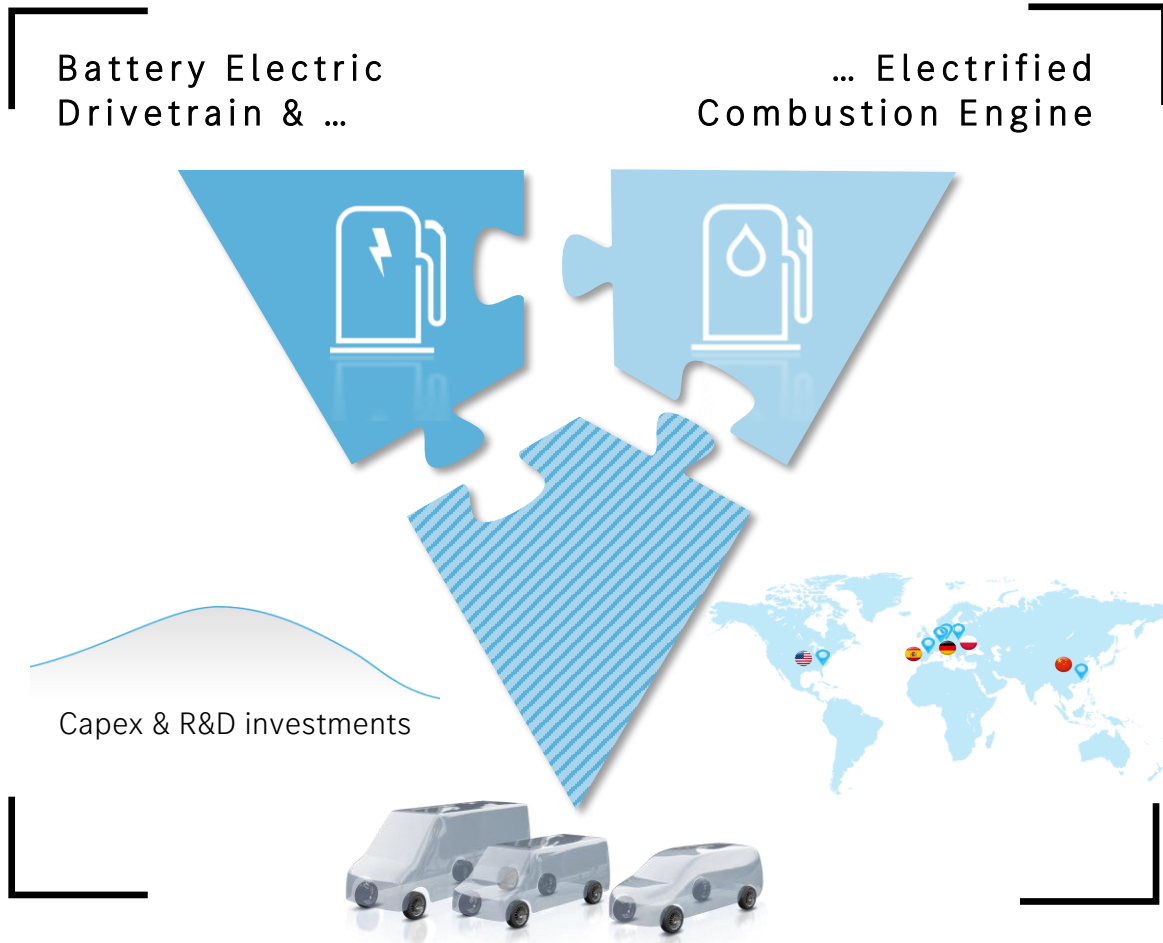 Battery Electric
Drivetrain & …
… Electrified
Combustion Engine
Capex & R&D investments